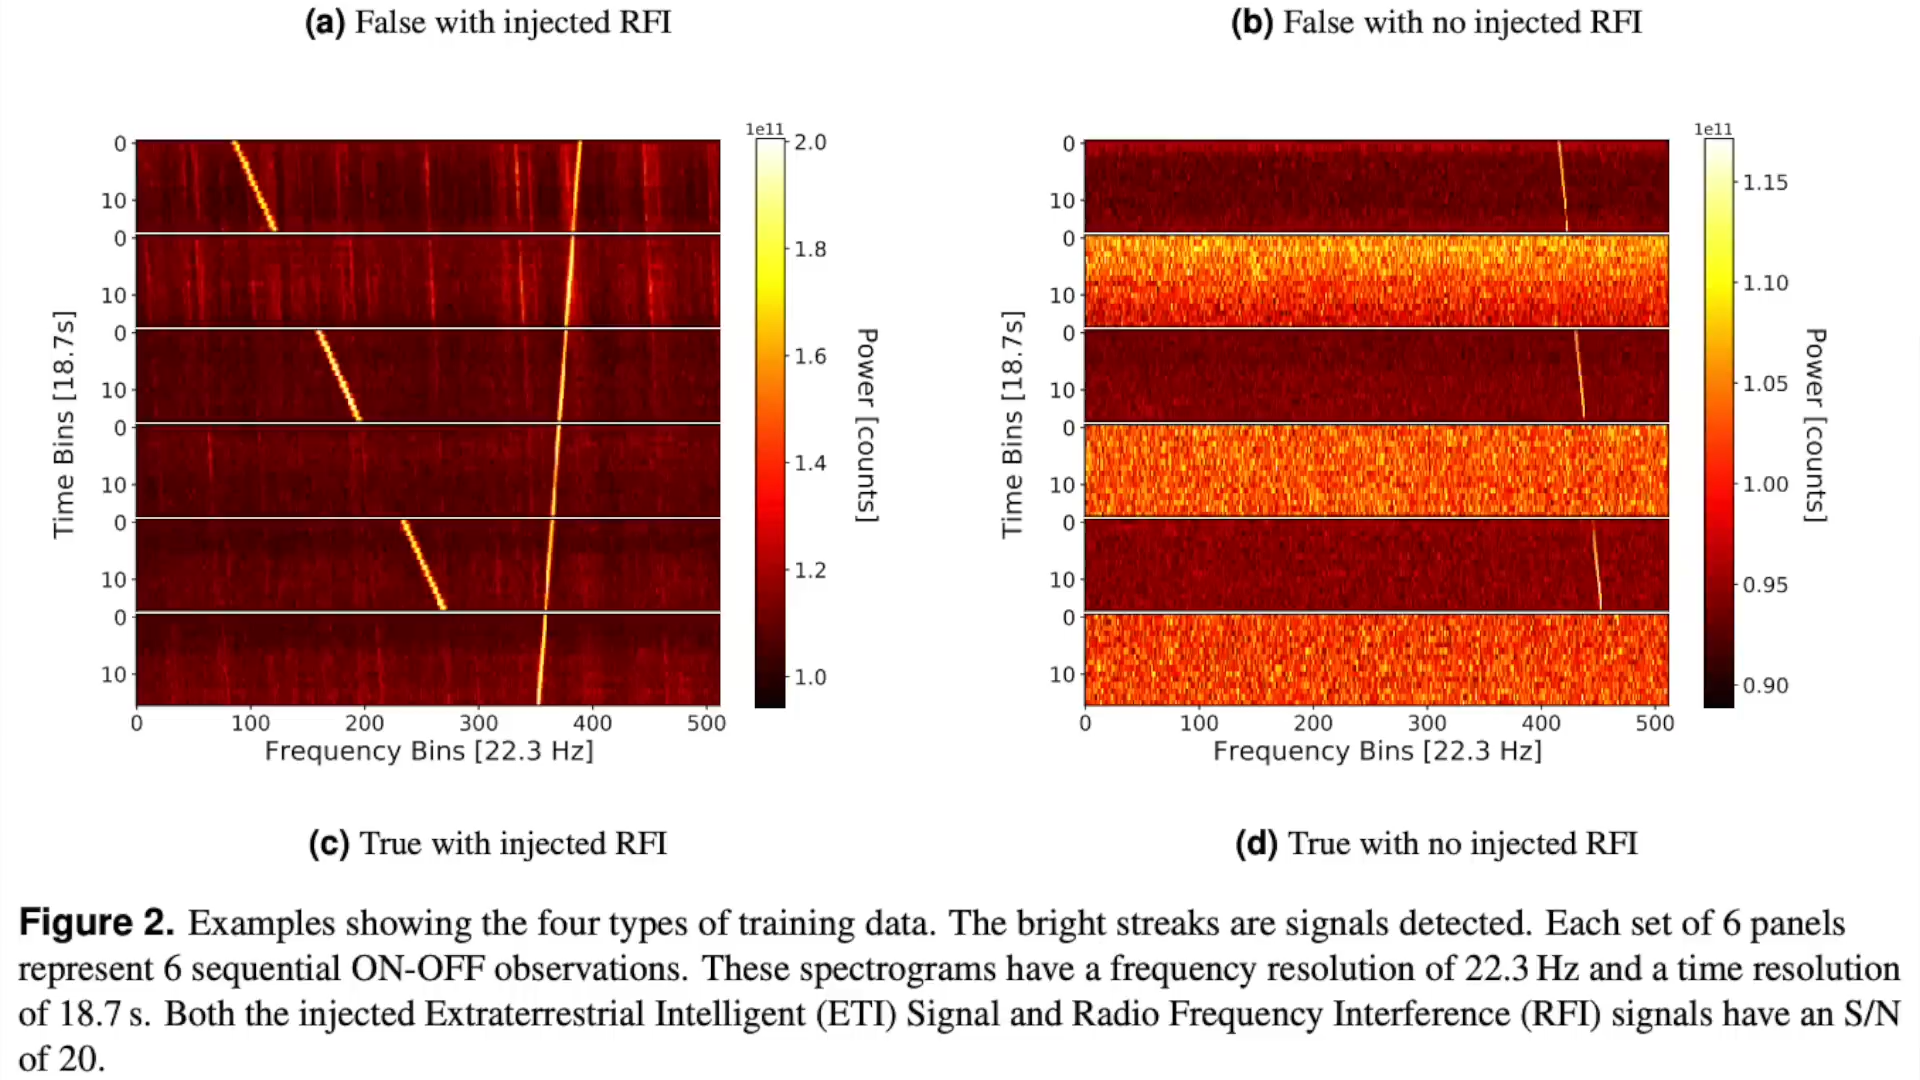 (a) False with injected RFI
(b) False with no injected RFI
1e11
0
10
0
10
0
10
0
10
0
10
0
10
Time Bins [18.7s]
0 100 200 300 400 500
Frequency Bins [22.3 Hz]
2.0
1.8
1.6
1.4
1.2
1.0
Power [counts]
1e11
0
10
0
10
0
10
0
10
0
10
0
10
Time Bins [18.7s]
0 100 200 300 400 500
Frequency Bins [22.3 Hz]
1.15
1.10
1.05
1.00
0.95
0.90
Power [counts]
(c) True with injected RFI
(d) True with no injected RFI
Figure 2. Examples showing the four types of training data. The bright streaks are signals detected. Each set of 6 panels
represent 6 sequential ON-OFF observations. These spectrograms have a frequency resolution of 22.3 Hz and a time resolution
of 18.7 s. Both the injected Extraterrestrial Intelligent (ETI) Signal and Radio Frequency Interference (RFI) signals have an S/N
of 20.